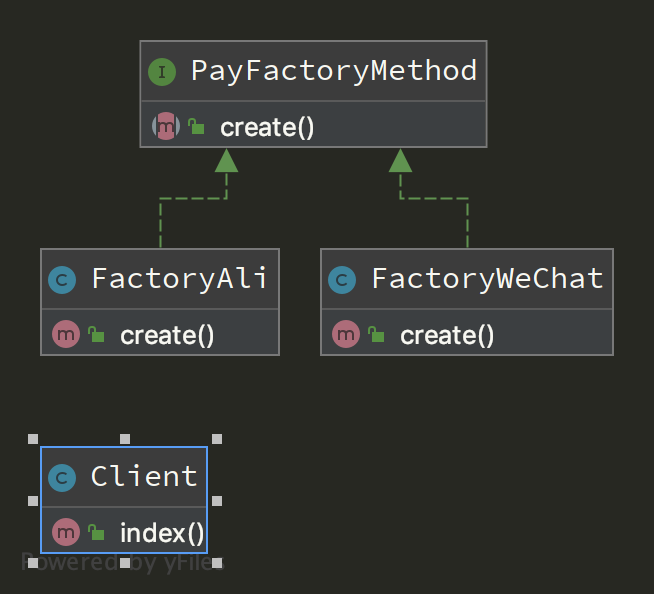 I PayFactoryMethod
m create()
C FactoryAli
m create()
C FactoryWeChat
m create()
C Client
m index()
Powered by yFiles